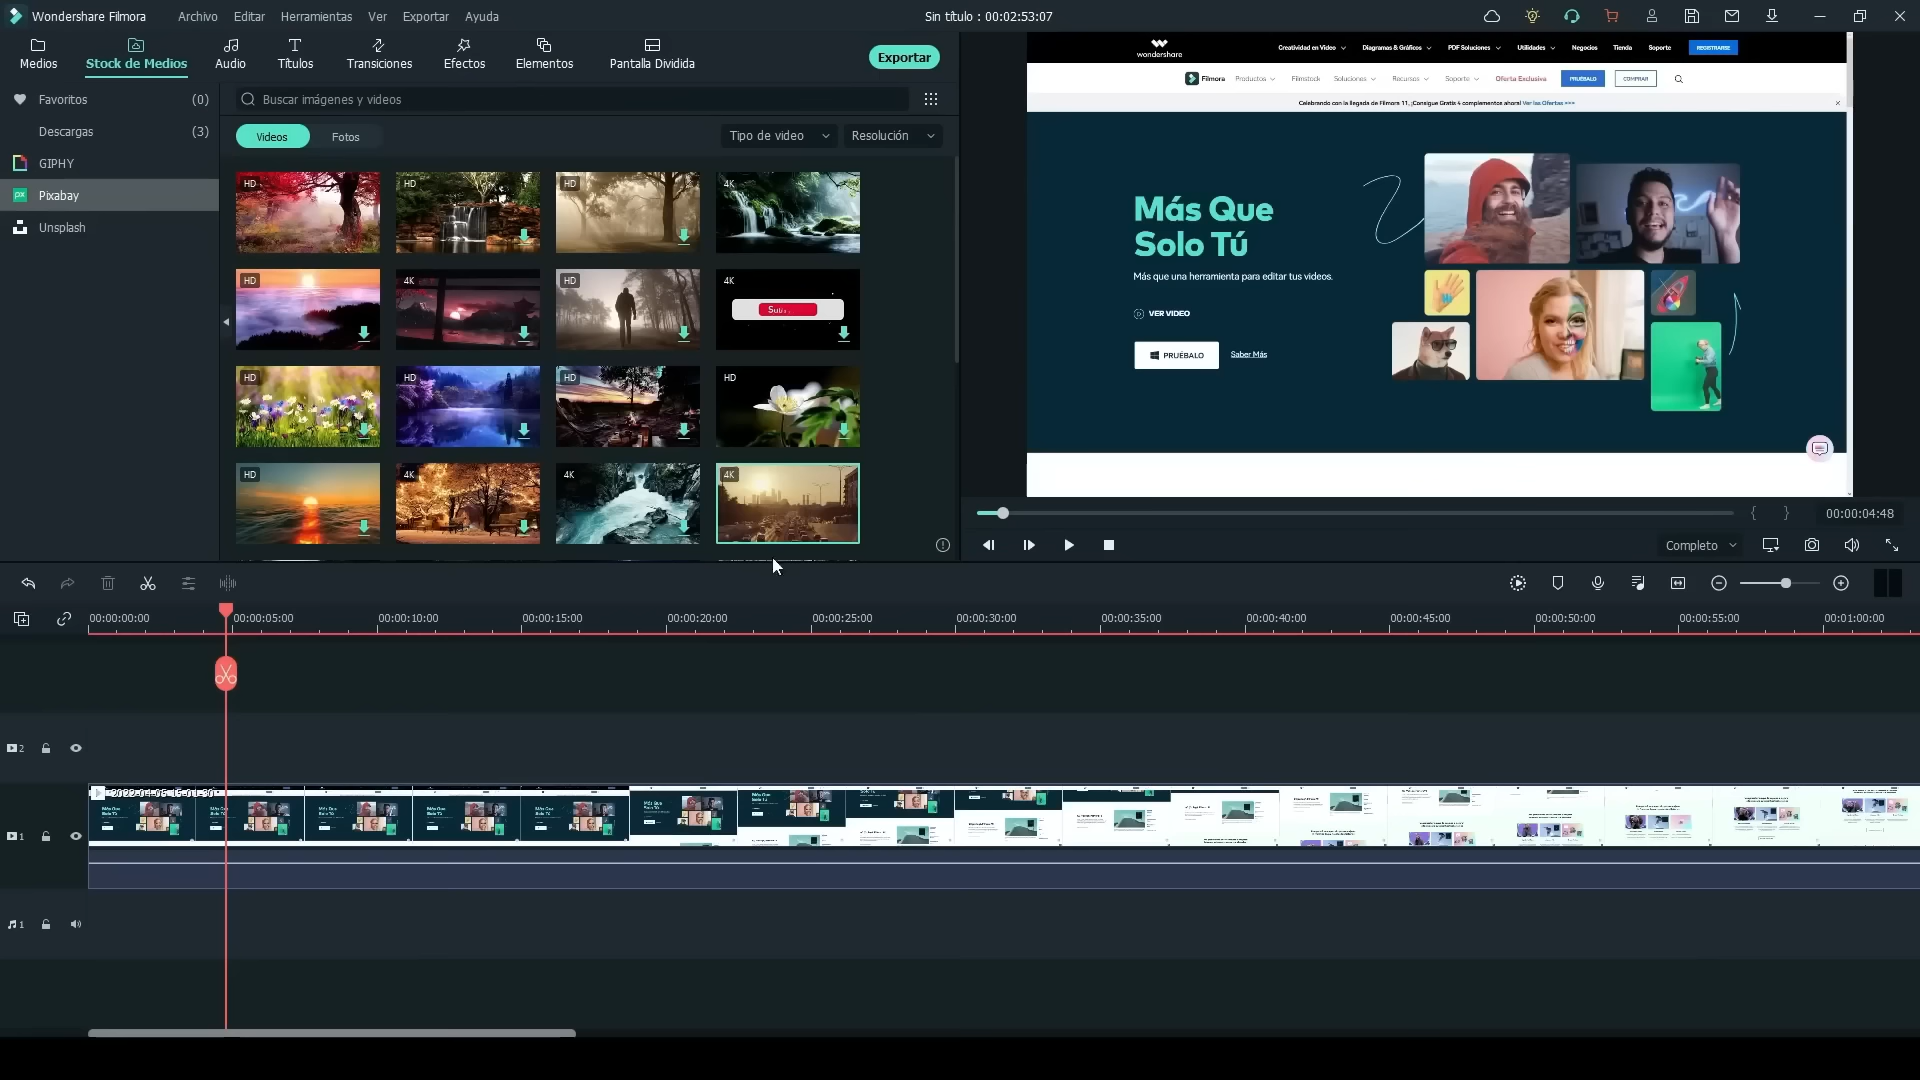 Wondershare Filmora
Archivo Editar Herramientas Ver Exportar Ayuda
Sin título : 00:02:53:07
Medios
Stock de Medios
Audio
Títulos
Transiciones
Efectos
Elementos
Pantalla Dividida
Exportar
Favoritos (0)
Descargas (3)
GIPHY
px Pixabay
Unsplash
Buscar imágenes y videos
Videos Fotos
Tipo de video Resolución
HD HD HD 4K
HD 4K HD 4K
HD HD HD HD
HD 4K 4K 4K
wondershare
Creatividad en Video Diagramas & Gráficos PDF Soluciones Utilidades Negocios Tienda Soporte REGISTRARSE
Filmora Productos Filmstock Soluciones Recursos Soporte Oferta Exclusiva PRUÉBALO COMPRAR
Celebrando con la llegada de Filmora 11, ¡Consigue Gratis 4 complementos ahora! Ver las Ofertas >>>
Más Que
Solo Tú
Más que una herramienta para editar tus videos.
VER VIDEO
PRUÉBALO Saber Más
{ } 00:00:04:48
Completo
00:00:00:00 00:00:05:00 00:00:10:00 00:00:15:00 00:00:20:00 00:00:25:00 00:00:30:00 00:00:35:00 00:00:40:00 00:00:45:00 00:00:50:00 00:00:55:00 00:01:00:00
2
1
1